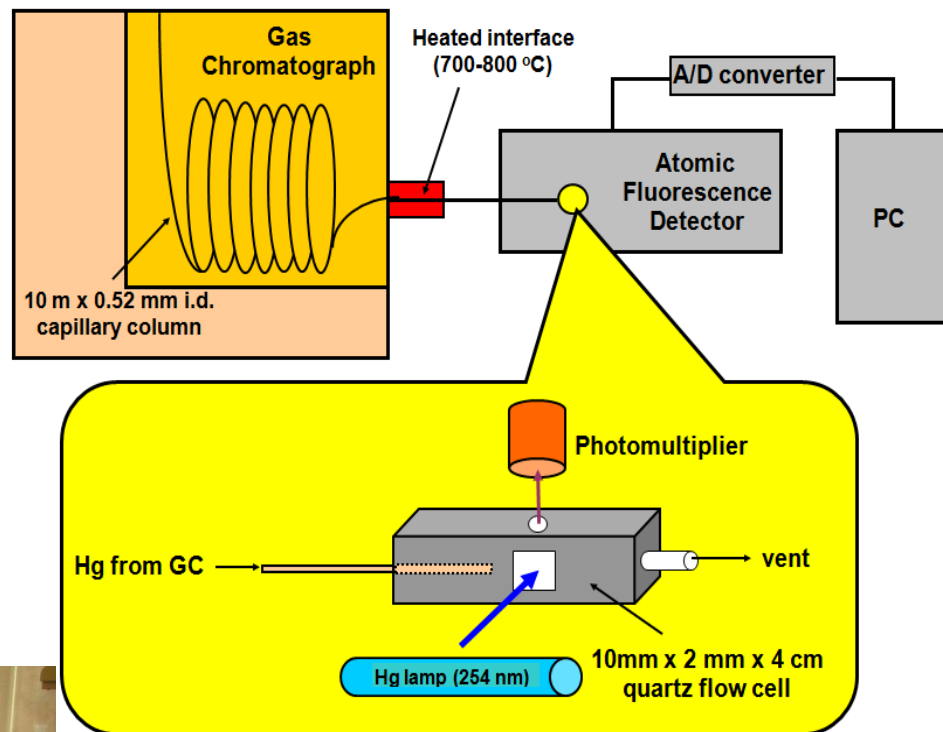 Gas
Chromatograph
Heated interface
(700-800 ºC)
A/D converter
Atomic
Fluorescence
Detector
PC
10 m x 0.52 mm i.d.
capillary column
Photomultiplier
Hg from GC
vent
Hg lamp (254 nm)
10mm x 2 mm x 4 cm
quartz flow cell